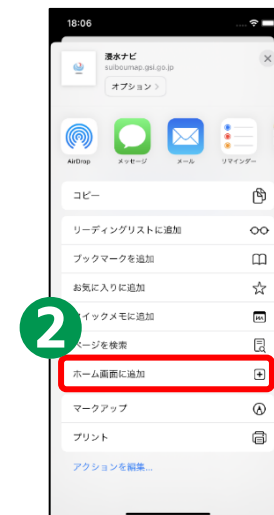 18:06
浸水ナビ
suiboumap.gsi.go.jp
オプション >
AirDrop メッセージ メール リマインダー
コピー
リーディングリストに追加
ブックマークを追加
お気に入りに追加
イックメモに追加
ページを検索
2
ホーム画面に追加
マークアップ
プリント
アクションを編集...